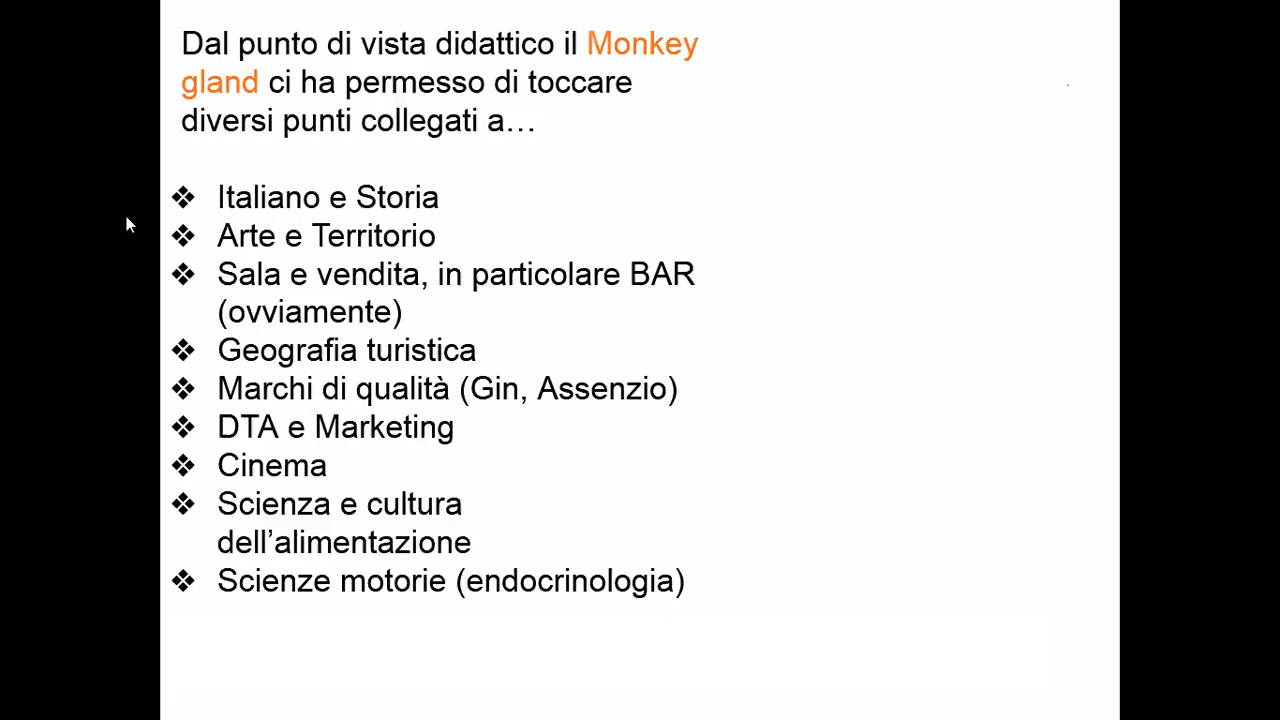 Dal punto di vista didattico il Monkey
gland ci ha permesso di toccare
diversi punti collegati a…
❖ Italiano e Storia
❖ Arte e Territorio
❖ Sala e vendita, in particolare BAR
(ovviamente)
❖ Geografia turistica
❖ Marchi di qualità (Gin, Assenzio)
❖ DTA e Marketing
❖ Cinema
❖ Scienza e cultura
dell’alimentazione
❖ Scienze motorie (endocrinologia)